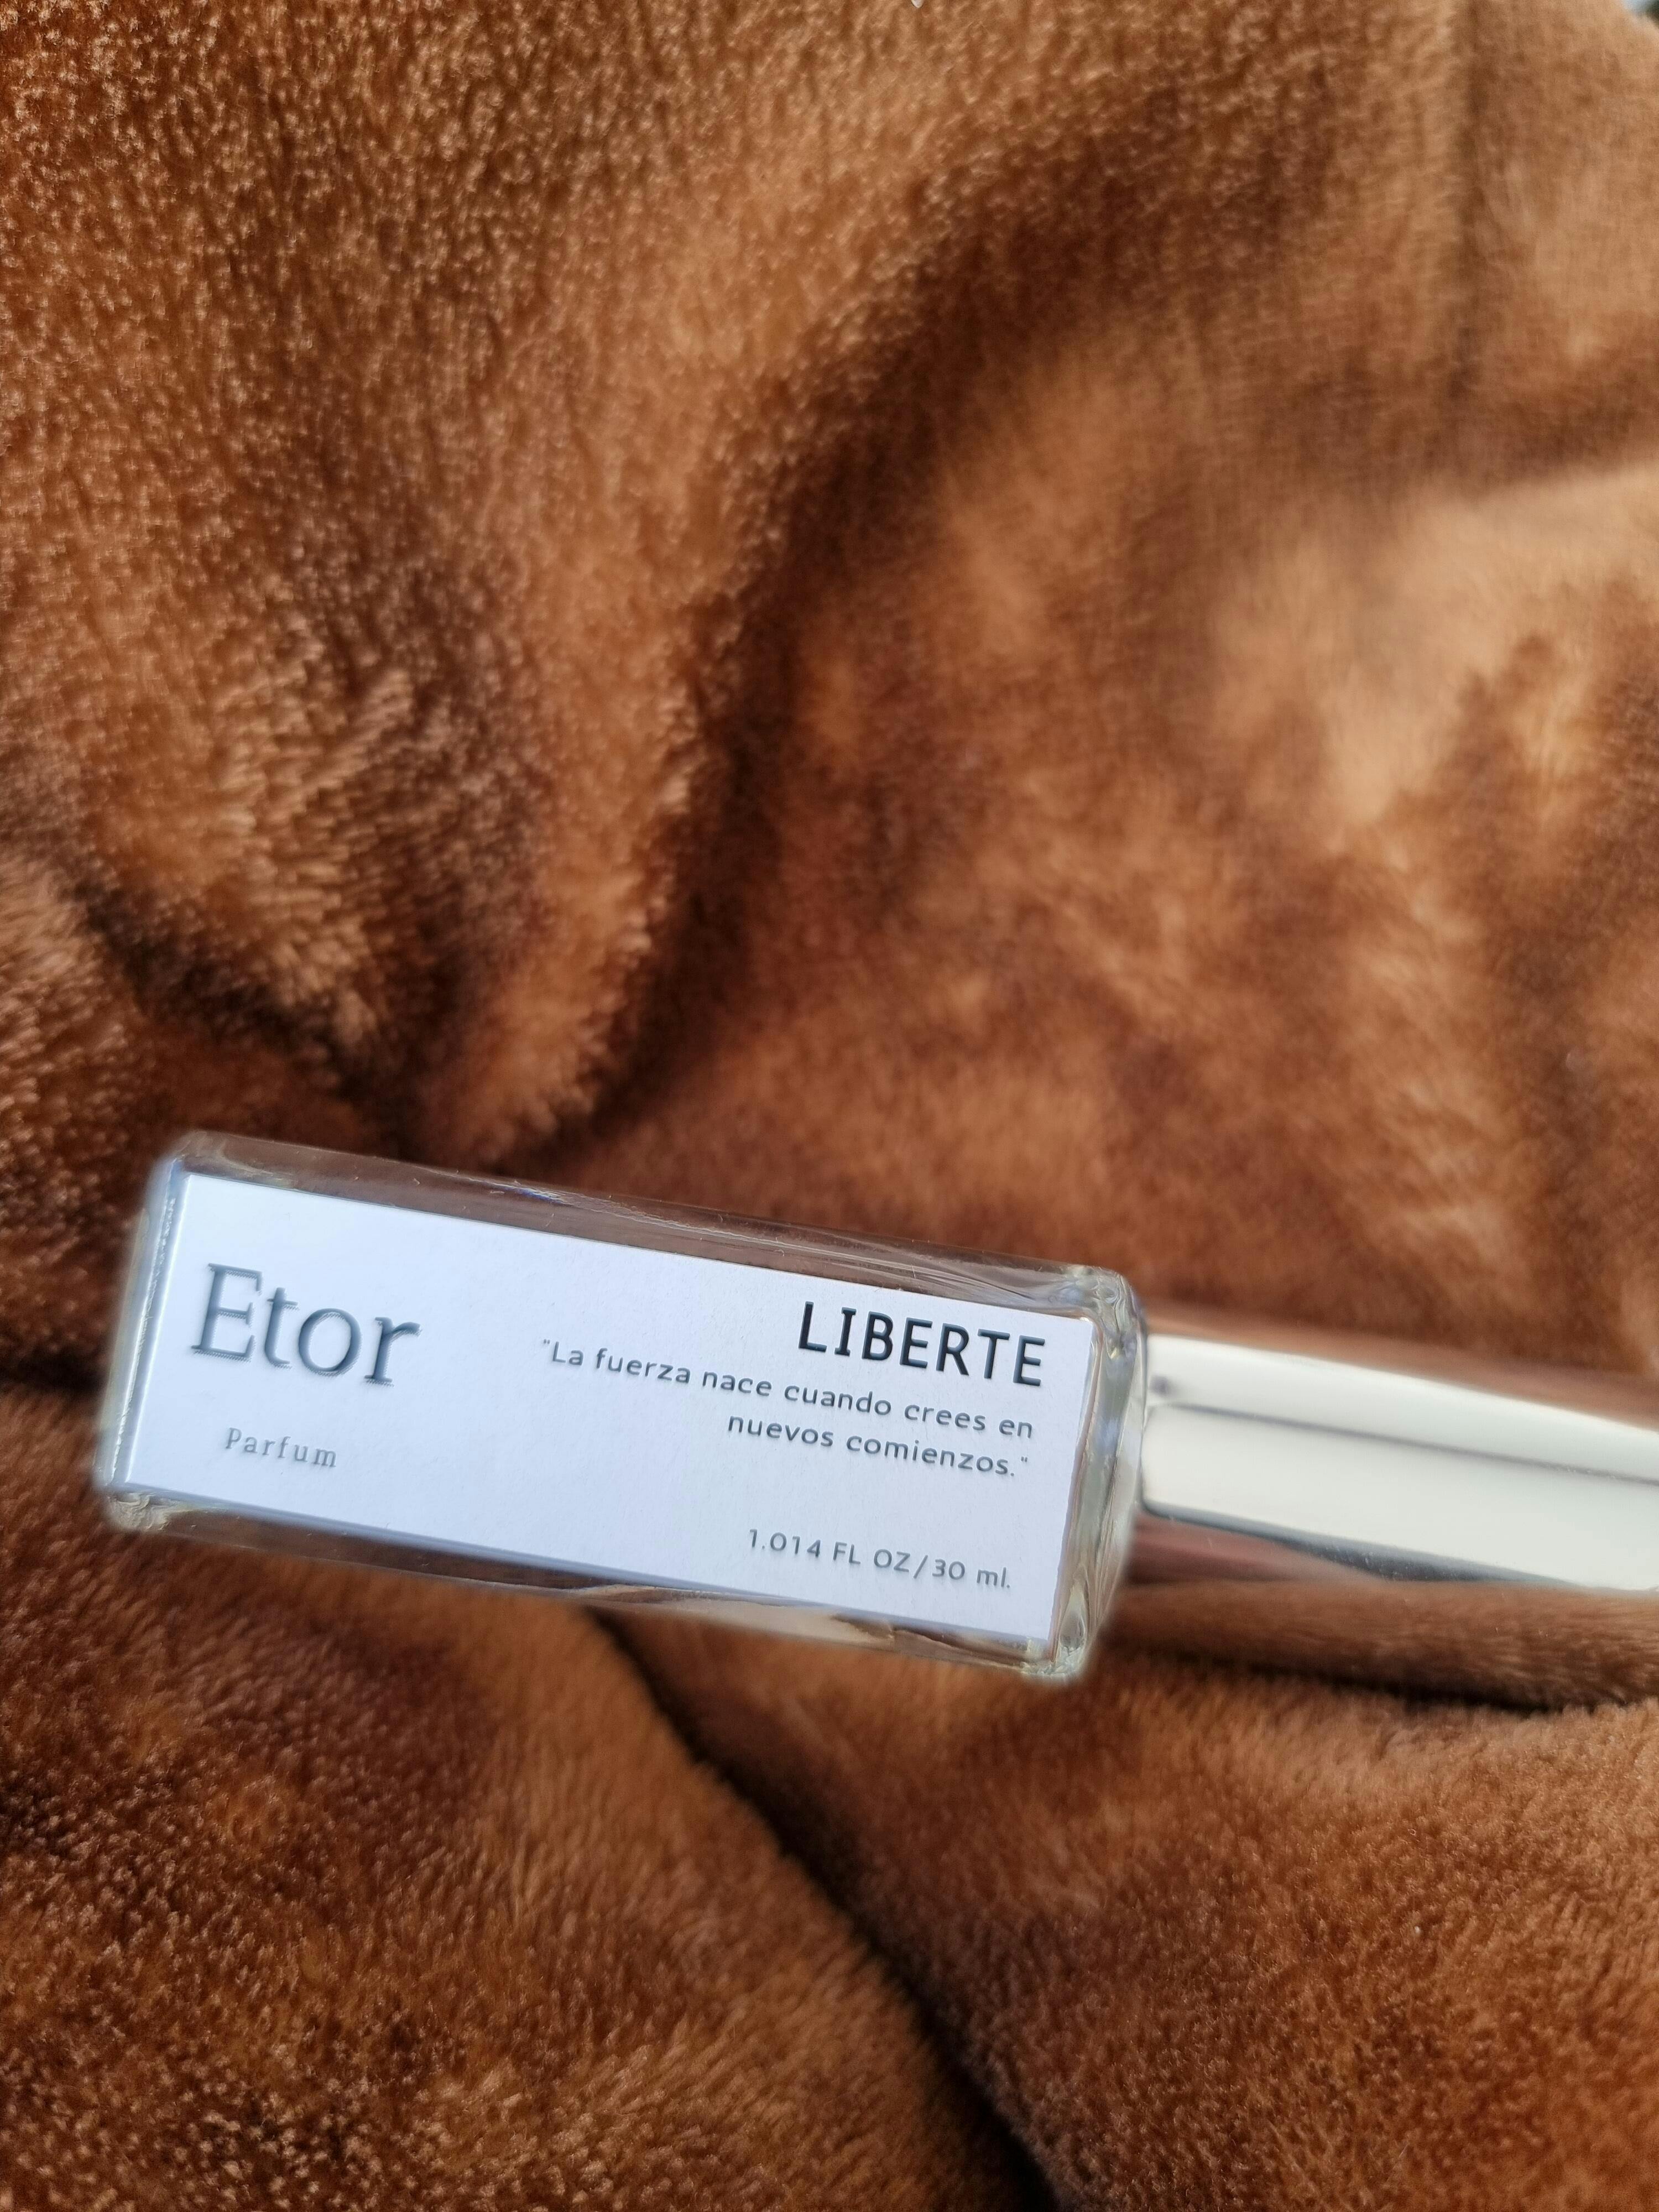 Etor
Parfum
LIBERTE
"La fuerza nace cuando crees en
nuevos comienzos."
1.014 FL OZ/30 ml.